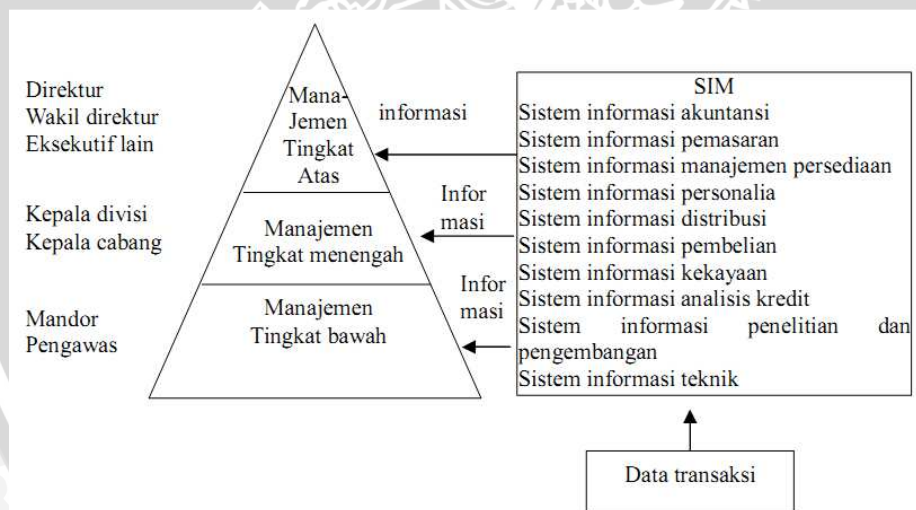 Direktur
Wakil direktur
Eksekutif lain
Kepala divisi
Kepala cabang
Mandor
Pengawas
Mana-
Jemen
Tingkat
Atas
Manajemen
Tingkat menengah
Manajemen
Tingkat bawah
informasi
Infor
masi
Infor
masi
SIM
Sistem informasi akuntansi
Sistem informasi pemasaran
Sistem informasi manajemen persediaan
Sistem informasi personalia
Sistem informasi distribusi
Sistem informasi pembelian
Sistem informasi kekayaan
Sistem informasi analisis kredit
Sistem informasi penelitian dan
pengembangan
Sistem informasi teknik
Data transaksi